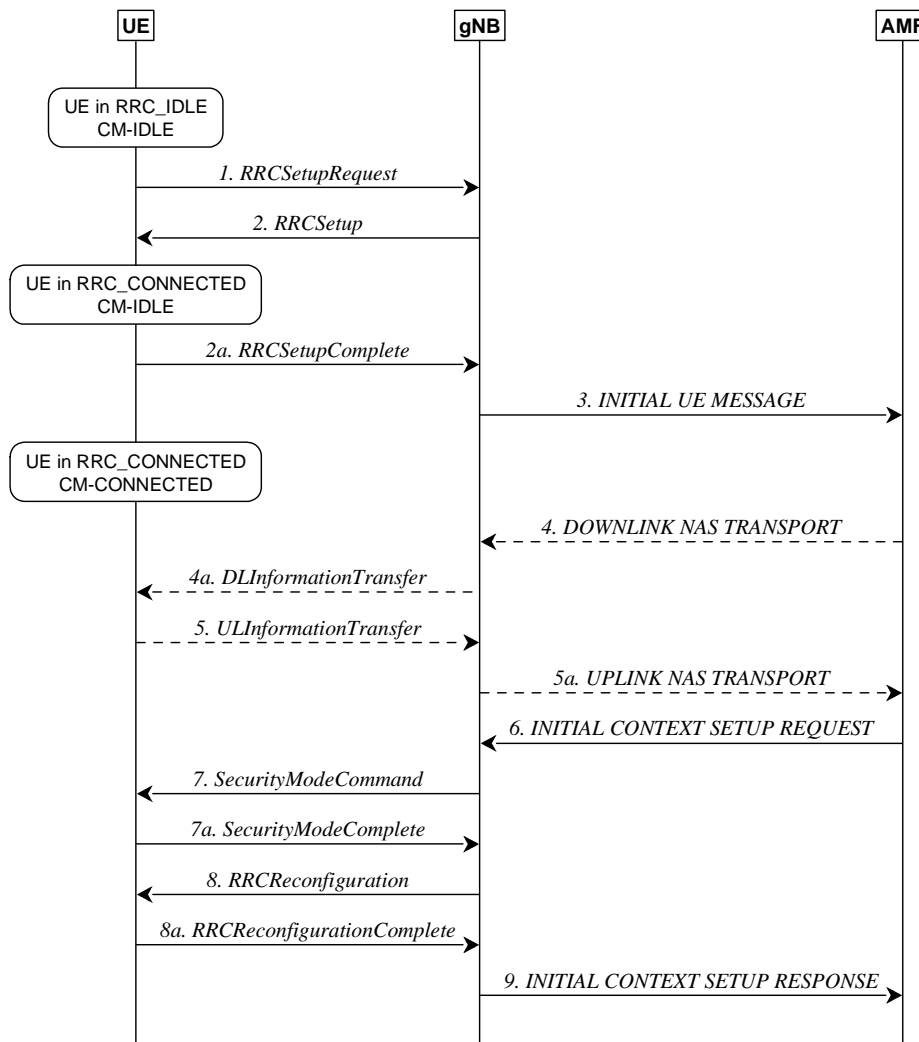 UE
gNB
AMF
UE in RRC_IDLE
CM-IDLE
1. RRCSetupRequest
2. RRCSetup
UE in RRC_CONNECTED
CM-IDLE
2a. RRCSetupComplete
3. INITIAL UE MESSAGE
UE in RRC_CONNECTED
CM-CONNECTED
4. DOWNLINK NAS TRANSPORT
4a. DLInformationTransfer
5. ULInformationTransfer
5a. UPLINK NAS TRANSPORT
6. INITIAL CONTEXT SETUP REQUEST
7. SecurityModeCommand
7a. SecurityModeComplete
8. RRCReconfiguration
8a. RRCReconfigurationComplete
9. INITIAL CONTEXT SETUP RESPONSE